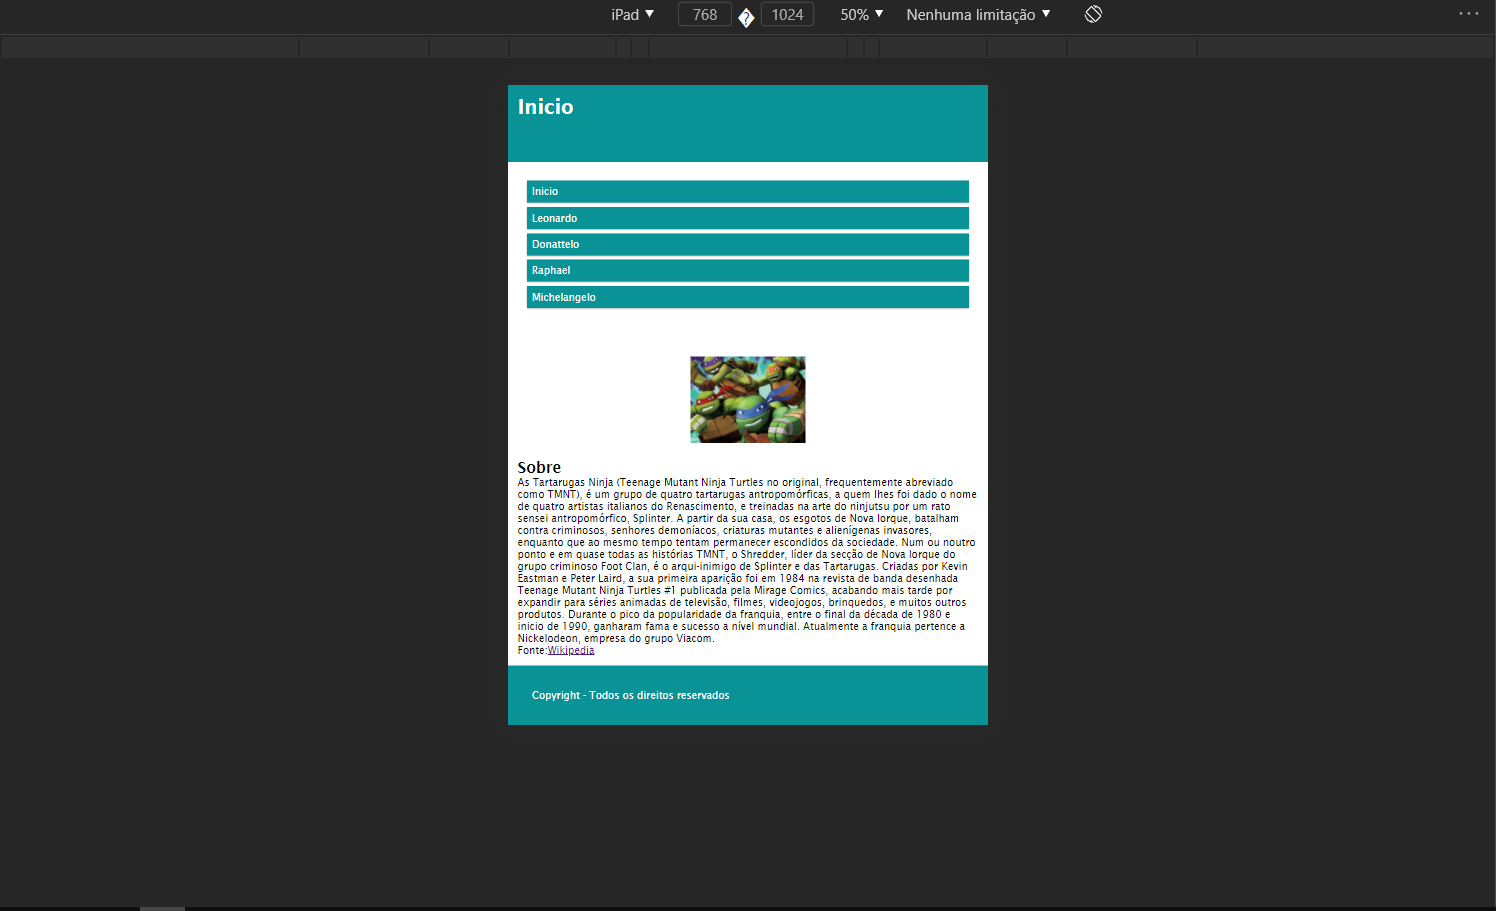 iPad ▼ 768 � 1024 50% ▼ Nenhuma limitação ▼ ···
Inicio
Inicio
Leonardo
Donattelo
Raphael
Michelangelo
Sobre
As Tartarugas Ninja (Teenage Mutant Ninja Turtles no original, frequentemente abreviado
como TMNT), é um grupo de quatro tartarugas antropomórficas, a quem lhes foi dado o nome
de quatro artistas italianos do Renascimento, e treinadas na arte do ninjutsu por um rato
sensei antropomórfico, Splinter. A partir da sua casa, os esgotos de Nova Iorque, batalham
contra criminosos, senhores demoníacos, criaturas mutantes e alienígenas invasores,
enquanto que ao mesmo tempo tentam permanecer escondidos da sociedade. Num ou noutro
ponto e em quase todas as histórias TMNT, o Shredder, líder da secção de Nova Iorque do
grupo criminoso Foot Clan, é o arqui-inimigo de Splinter e das Tartarugas. Criadas por Kevin
Eastman e Peter Laird, a sua primeira aparição foi em 1984 na revista de banda desenhada
Teenage Mutant Ninja Turtles #1 publicada pela Mirage Comics, acabando mais tarde por
expandir para séries animadas de televisão, filmes, videojogos, brinquedos, e muitos outros
produtos. Durante o pico da popularidade da franquia, entre o final da década de 1980 e
inicio de 1990, ganharam fama e sucesso a nível mundial. Atualmente a franquia pertence a
Nickelodeon, empresa do grupo Viacom.
Fonte:Wikipedia
Copyright - Todos os direitos reservados